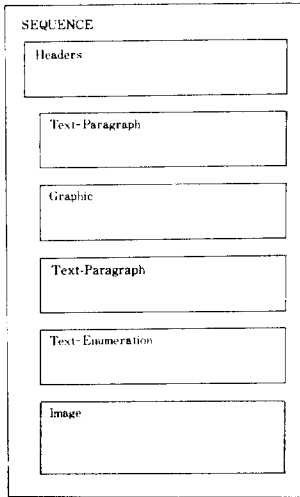 SEQUENCE
Headers
Text-Paragraph
Graphic
Text-Paragraph
Text-Enumeration
Image